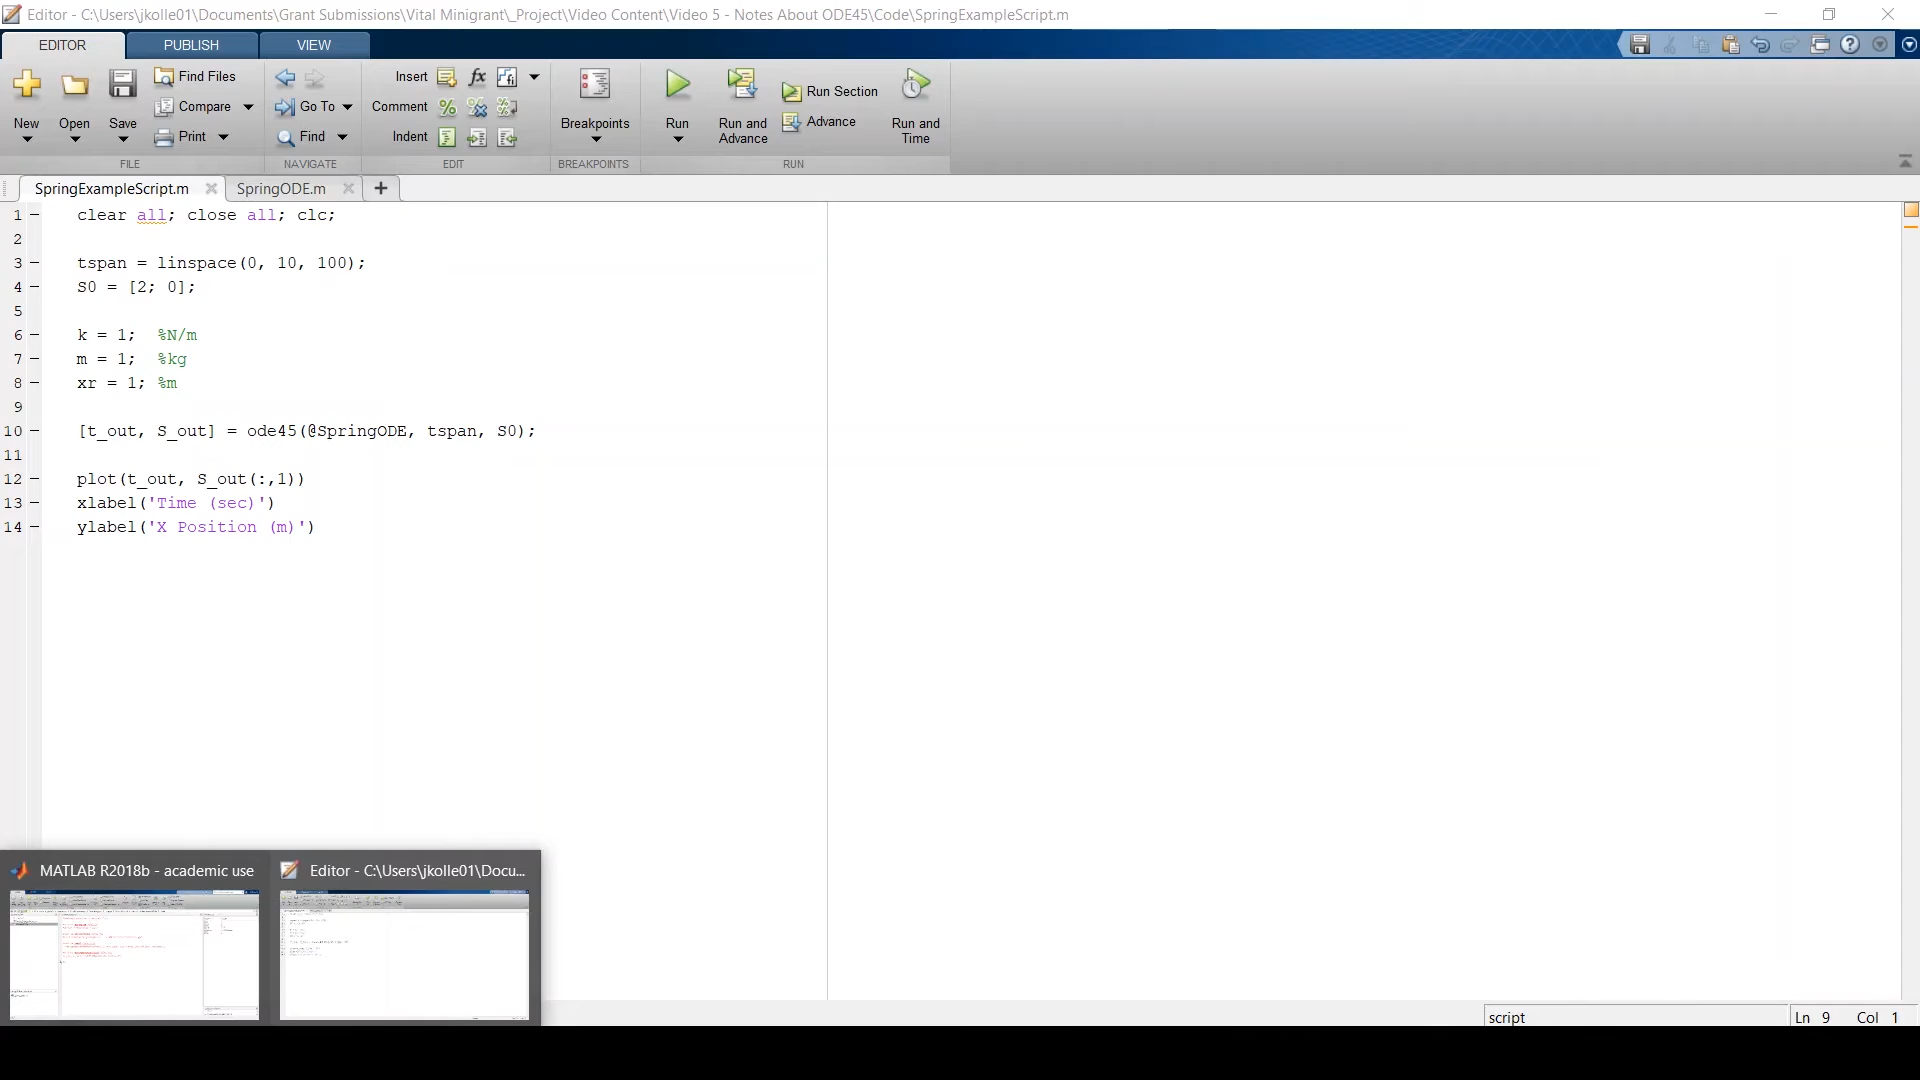 Editor - C:\Users\jkolle01\Documents\Grant Submissions\Vital Minigrant\_Project\Video Content\Video 5 - Notes About ODE45\Code\SpringExampleScript.m
EDITOR PUBLISH VIEW
New Open Save Find Files Compare Print
Go To Find
Insert fx Comment Indent
Breakpoints
Run Run and Advance Run Section Advance Run and Time
FILE NAVIGATE EDIT BREAKPOINTS RUN
SpringExampleScript.m SpringODE.m
1 clear all; close all; clc;
2
3 tspan = linspace(0, 10, 100);
4 S0 = [2; 0];
5
6 k = 1; %N/m
7 m = 1; %kg
8 xr = 1; %m
9
10 [t_out, S_out] = ode45(@SpringODE, tspan, S0);
11
12 plot(t_out, S_out(:,1))
13 xlabel('Time (sec)')
14 ylabel('X Position (m)')
MATLAB R2018b - academic use Editor - C:\Users\jkolle01\Docu...
script Ln 9 Col 1